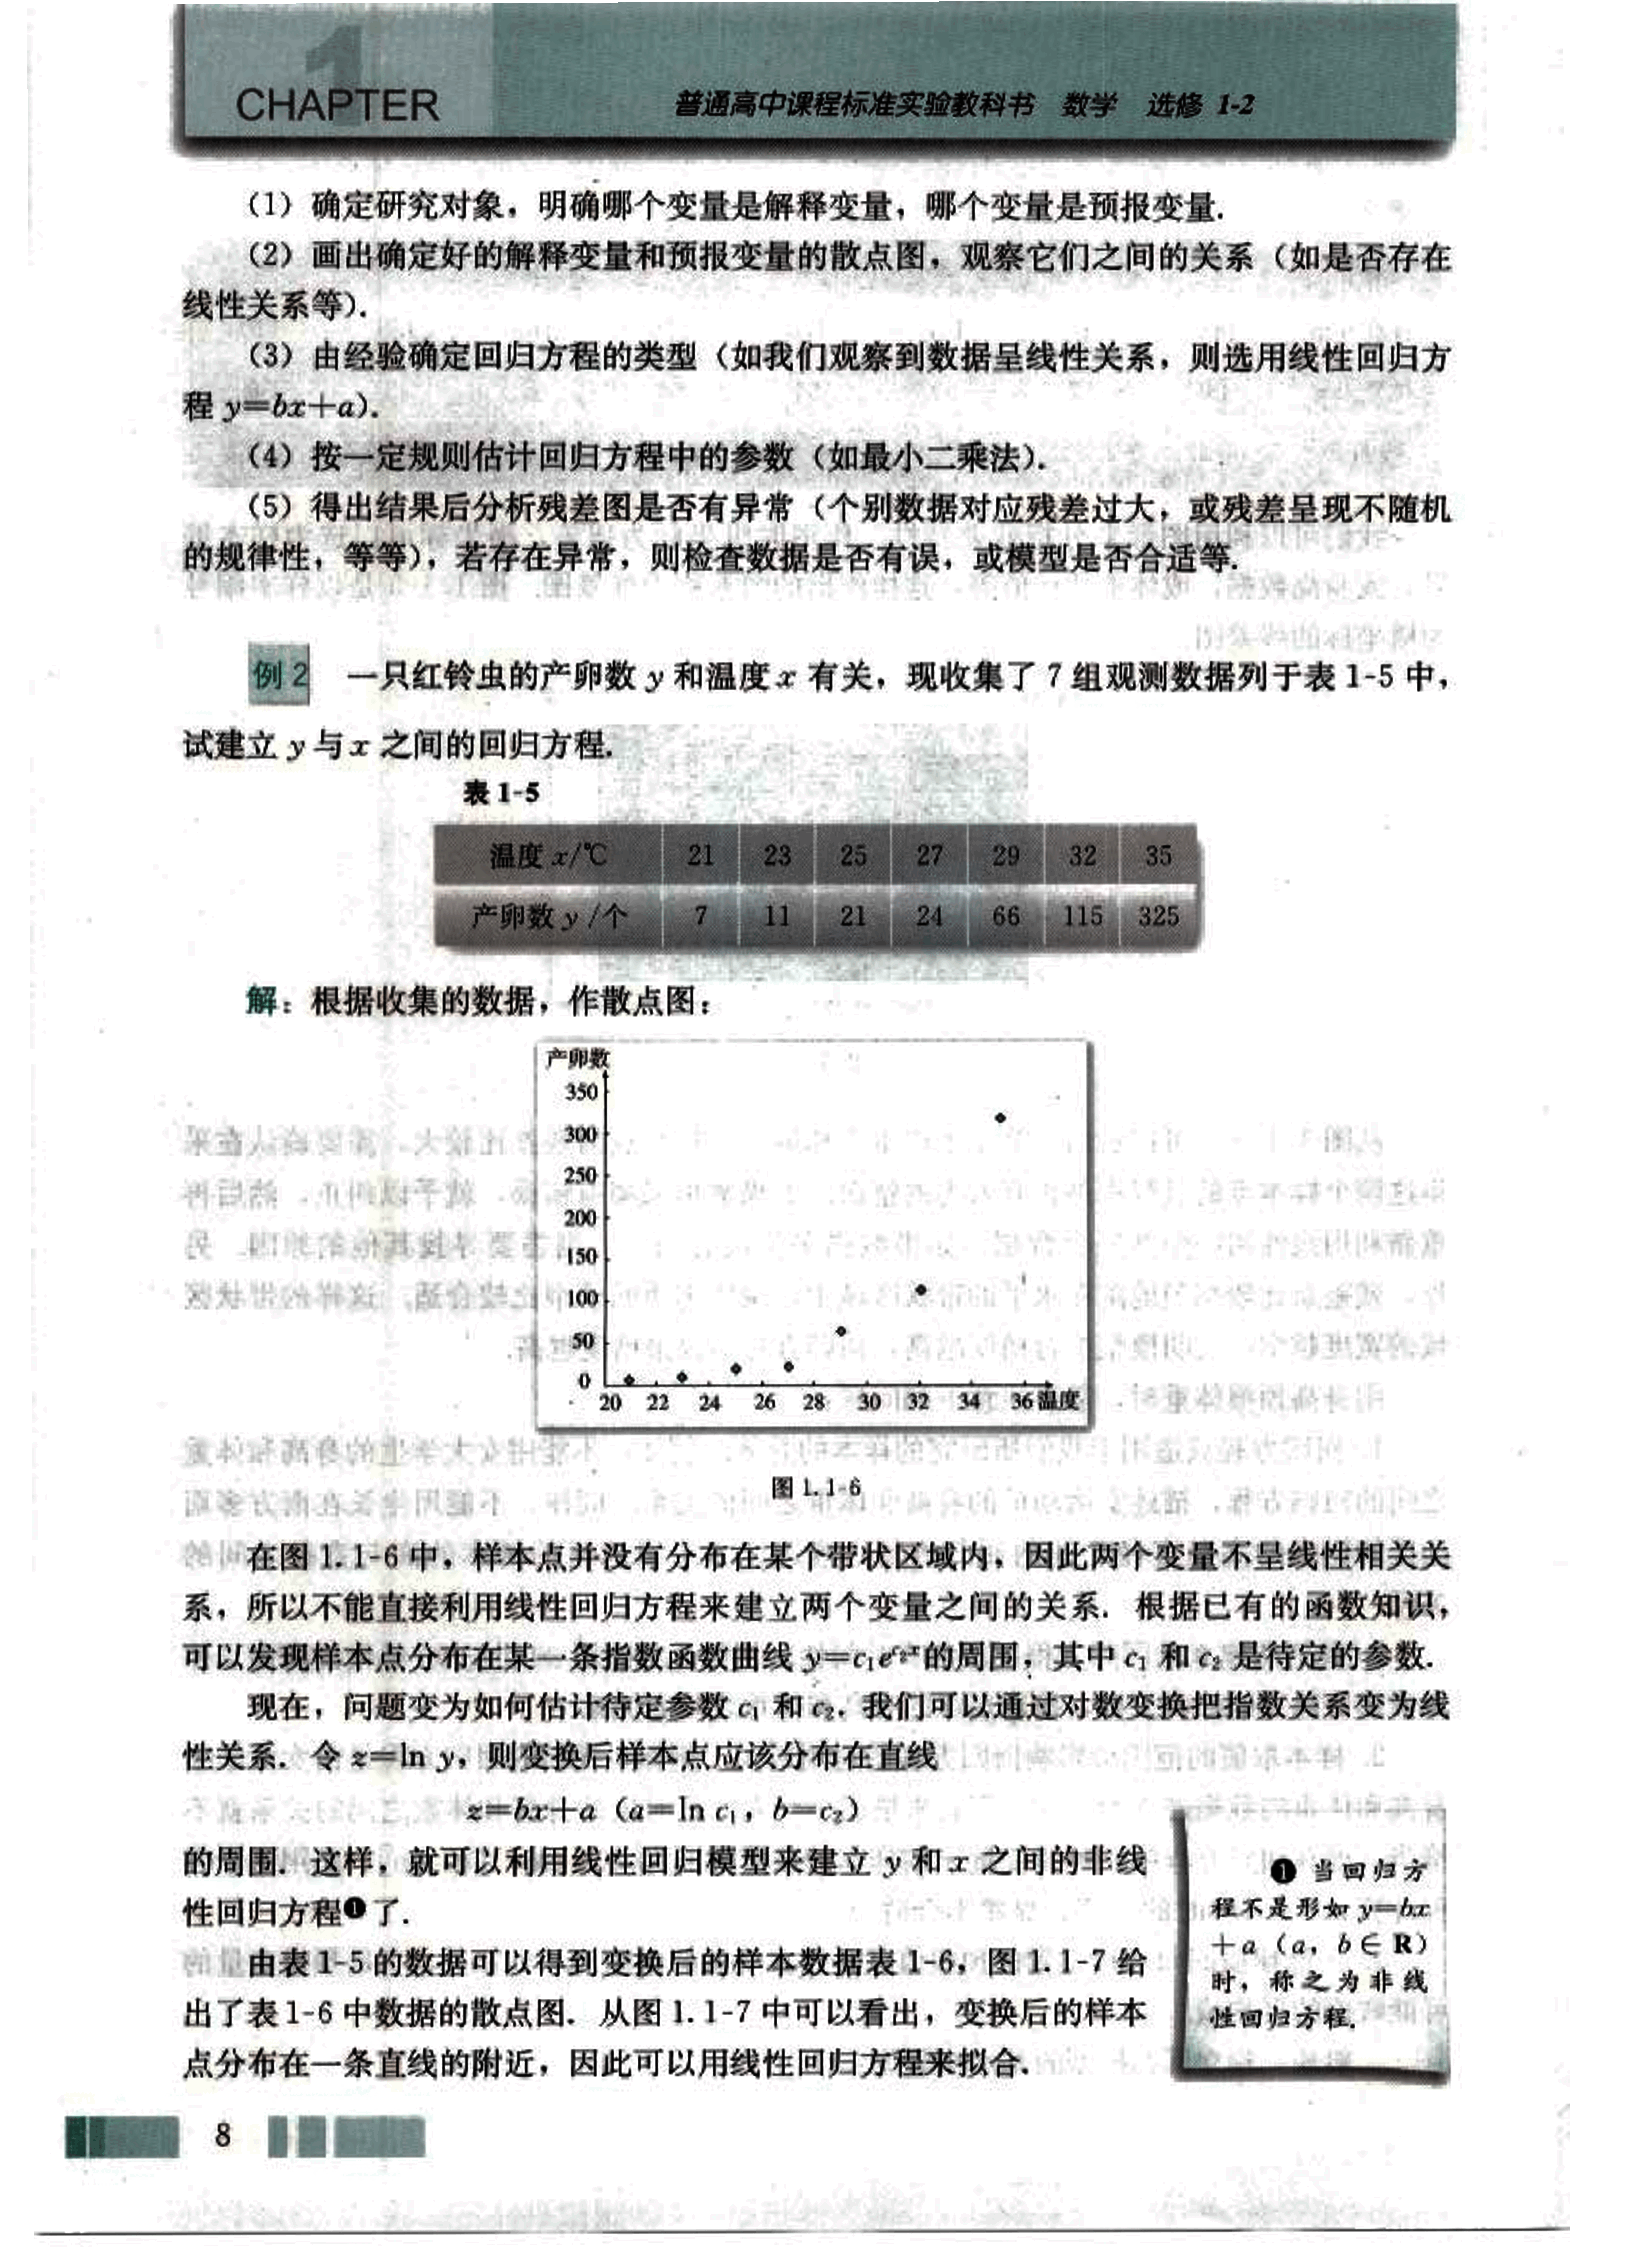 1
CHAPTER
普通高中课程标准实验教科书 数学 选修 1-2
(1) 确定研究对象，明确哪个变量是解释变量，哪个变量是预报变量.
(2) 画出确定好的解释变量和预报变量的散点图，观察它们之间的关系（如是否存在
线性关系等）.
(3) 由经验确定回归方程的类型（如我们观察到数据呈线性关系，则选用线性回归方
程 y=bx+a）.
(4) 按一定规则估计回归方程中的参数（如最小二乘法）.
(5) 得出结果后分析残差图是否有异常（个别数据对应残差过大，或残差呈现不随机
的规律性，等等），若存在异常，则检查数据是否有误，或模型是否合适等.
例 2 一只红铃虫的产卵数 y 和温度 x 有关，现收集了 7 组观测数据列于表 1-5 中，
试建立 y 与 x 之间的回归方程.
表 1-5
温度 x/℃ 21 23 25 27 29 32 35
产卵数 y/个 7 11 21 24 66 115 325
解：根据收集的数据，作散点图：
产卵数
350
300
250
200
150
100
50
0
20 22 24 26 28 30 32 34 36 温度
图 1.1-6
在图 1.1-6 中，样本点并没有分布在某个带状区域内，因此两个变量不呈线性相关关
系，所以不能直接利用线性回归方程来建立两个变量之间的关系. 根据已有的函数知识，
可以发现样本点分布在某一条指数函数曲线 y=c₁e^{c₂x}的周围，其中 c₁ 和 c₂ 是待定的参数.
现在，问题变为如何估计待定参数 c₁ 和 c₂. 我们可以通过对数变换把指数关系变为线
性关系. 令 z=ln y，则变换后样本点应该分布在直线
z=bx+a（a=ln c₁，b=c₂）
的周围. 这样，就可以利用线性回归模型来建立 y 和 x 之间的非线
性回归方程❶了.
由表 1-5 的数据可以得到变换后的样本数据表 1-6，图 1.1-7 给
出了表 1-6 中数据的散点图. 从图 1.1-7 中可以看出，变换后的样本
点分布在一条直线的附近，因此可以用线性回归方程来拟合.
❶ 当回归方
程不是形如 y=bx
+a（a，b∈R）
时，称之为非线
性回归方程.
8